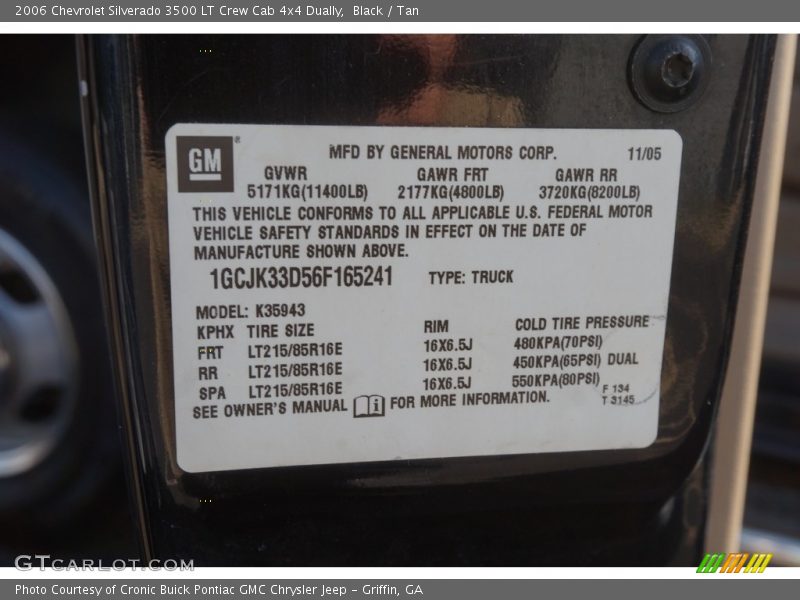 2006 Chevrolet Silverado 3500 LT Crew Cab 4x4 Dually, Black / Tan
GM ®
MFD BY GENERAL MOTORS CORP. 11/05
GVWR GAWR FRT GAWR RR
5171KG(11400LB) 2177KG(4800LB) 3720KG(8200LB)
THIS VEHICLE CONFORMS TO ALL APPLICABLE U.S. FEDERAL MOTOR
VEHICLE SAFETY STANDARDS IN EFFECT ON THE DATE OF
MANUFACTURE SHOWN ABOVE.
1GCJK33D56F165241 TYPE: TRUCK
MODEL: K35943
KPHX TIRE SIZE RIM COLD TIRE PRESSURE
FRT LT215/85R16E 16X6.5J 480KPA(70PSI)
RR LT215/85R16E 16X6.5J 450KPA(65PSI) DUAL
SPA LT215/85R16E 16X6.5J 550KPA(80PSI)
SEE OWNER'S MANUAL FOR MORE INFORMATION.
F 134
T 3145
GTCARLOT.COM
Photo Courtesy of Cronic Buick Pontiac GMC Chrysler Jeep - Griffin, GA